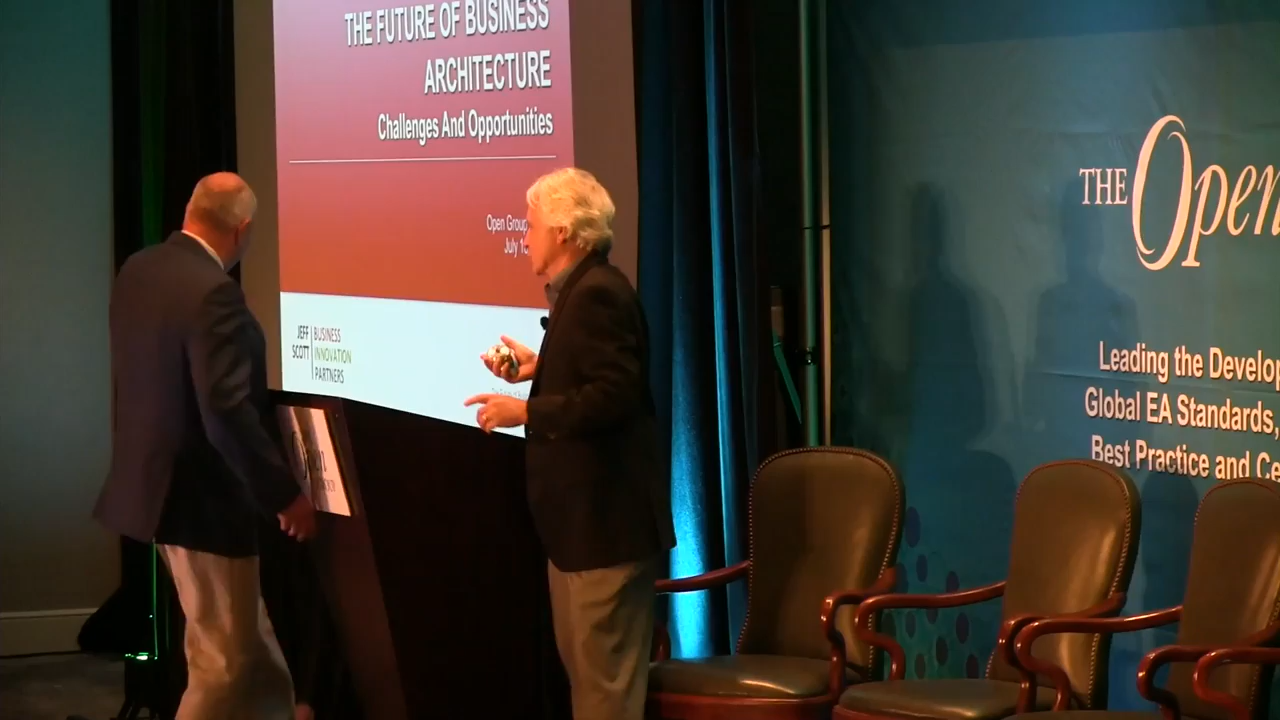 THE FUTURE OF BUSINESS
ARCHITECTURE
Challenges And Opportunities
Open Group
July
JEFF
SCOTT
BUSINESS
INNOVATION
PARTNERS
THE Open
Leading the Develop
Global EA Standards,
Best Practice and Ce